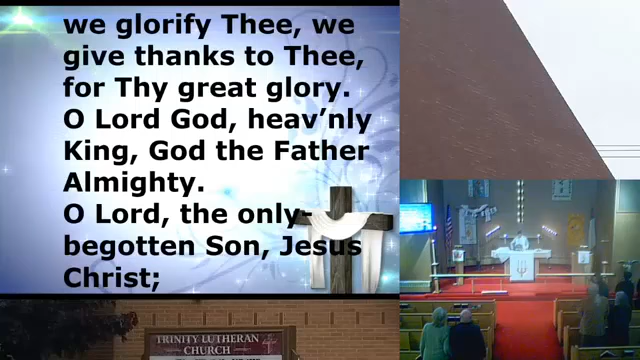 we glorify Thee, we
give thanks to Thee,
for Thy great glory.
O Lord God, heav’nly
King, God the Father
Almighty.
O Lord, the only-
begotten Son, Jesus
Christ;
TRINITY LUTHERAN
CHURCH